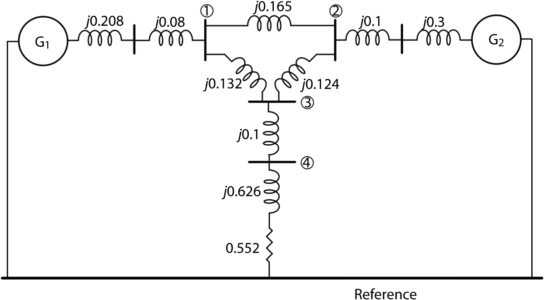 j0.165
① ②
j0.208 j0.08 j0.1 j0.3
G₁ G₂
j0.132 j0.124
③
j0.1
④
j0.626
0.552
Reference